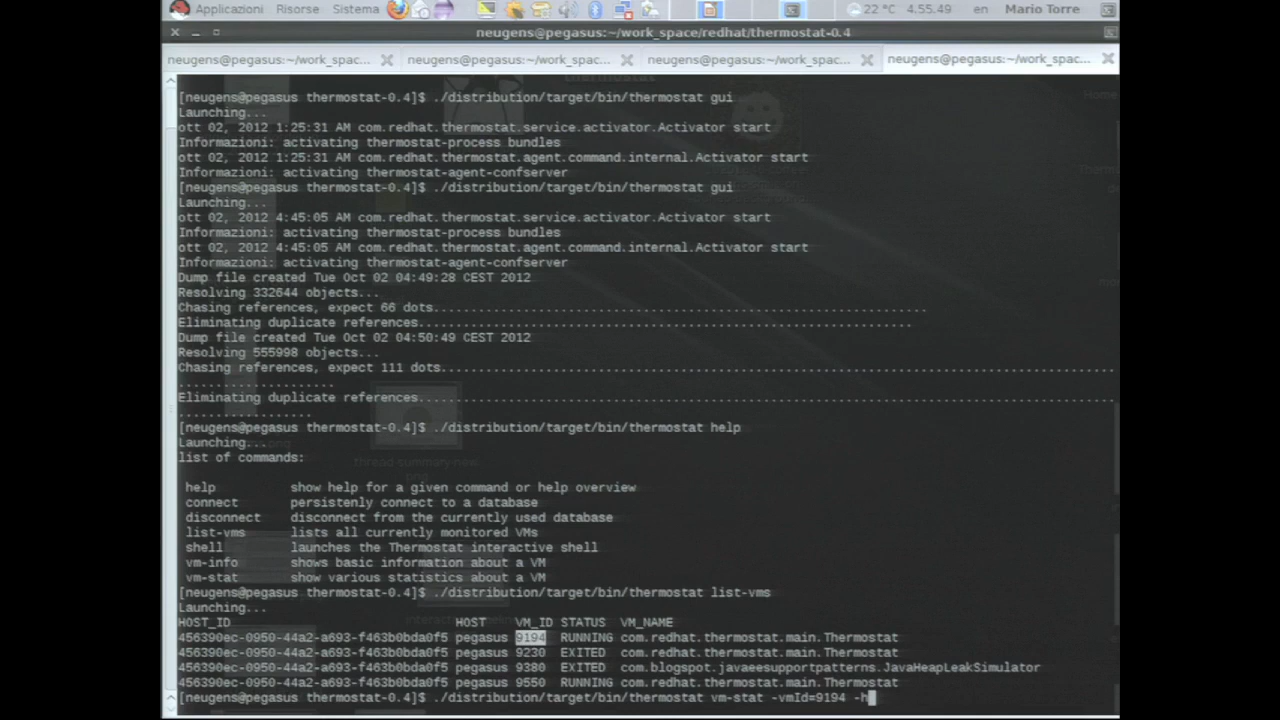 Applicazioni Risorse Sistema 22 °C 4.55.49 en Mario Torre
neugens@pegasus:~/work_space/redhat/thermostat-0.4
neugens@pegasus:~/work_spac... neugens@pegasus:~/work_spac... neugens@pegasus:~/work_spac... neugens@pegasus:~/work_spac...
[neugens@pegasus thermostat-0.4]$ ./distribution/target/bin/thermostat gui
Launching...
ott 02, 2012 1:25:31 AM com.redhat.thermostat.service.activator.Activator start
Informazioni: activating thermostat-process bundles
ott 02, 2012 1:25:31 AM com.redhat.thermostat.agent.command.internal.Activator start
Informazioni: activating thermostat-agent-confserver
[neugens@pegasus thermostat-0.4]$ ./distribution/target/bin/thermostat gui
Launching...
ott 02, 2012 4:45:05 AM com.redhat.thermostat.service.activator.Activator start
Informazioni: activating thermostat-process bundles
ott 02, 2012 4:45:05 AM com.redhat.thermostat.agent.command.internal.Activator start
Informazioni: activating thermostat-agent-confserver
Dump file created Tue Oct 02 04:49:28 CEST 2012
Resolving 332644 objects...
Chasing references, expect 66 dots..................................................................
Eliminating duplicate references..................................................................
Dump file created Tue Oct 02 04:50:49 CEST 2012
Resolving 555998 objects...
Chasing references, expect 111 dots..........................................................................................
.....................
Eliminating duplicate references.............................................................................................
..................
[neugens@pegasus thermostat-0.4]$ ./distribution/target/bin/thermostat help
Launching...
list of commands:
help show help for a given command or help overview
connect persistenly connect to a database
disconnect disconnect from the currently used database
list-vms lists all currently monitored VMs
shell launches the Thermostat interactive shell
vm-info shows basic information about a VM
vm-stat show various statistics about a VM
[neugens@pegasus thermostat-0.4]$ ./distribution/target/bin/thermostat list-vms
Launching...
HOST_ID HOST VM_ID STATUS VM_NAME
456390ec-0950-44a2-a693-f463b0bda0f5 pegasus 9194 RUNNING com.redhat.thermostat.main.Thermostat
456390ec-0950-44a2-a693-f463b0bda0f5 pegasus 9230 EXITED com.redhat.thermostat.main.Thermostat
456390ec-0950-44a2-a693-f463b0bda0f5 pegasus 9380 EXITED com.blogspot.javaeesupportpatterns.JavaHeapLeakSimulator
456390ec-0950-44a2-a693-f463b0bda0f5 pegasus 9550 RUNNING com.redhat.thermostat.main.Thermostat
[neugens@pegasus thermostat-0.4]$ ./distribution/target/bin/thermostat vm-stat -vmId=9194 -h